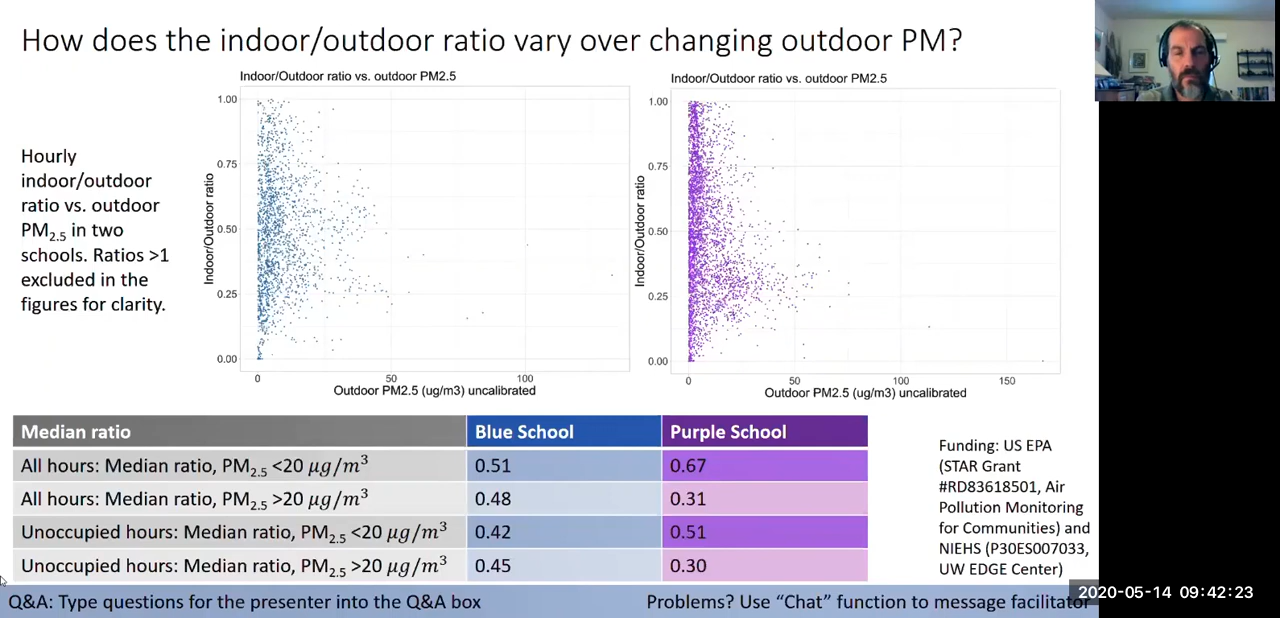 How does the indoor/outdoor ratio vary over changing outdoor PM?
Hourly
indoor/outdoor
ratio vs. outdoor
PM2.5 in two
schools. Ratios >1
excluded in the
figures for clarity.
Indoor/Outdoor ratio vs. outdoor PM2.5
Indoor/Outdoor ratio
1.00
0.75
0.50
0.25
0.00
0 50 100
Outdoor PM2.5 (ug/m3) uncalibrated
Indoor/Outdoor ratio vs. outdoor PM2.5
Indoor/Outdoor ratio
1.00
0.75
0.50
0.25
0.00
0 50 100 150
Outdoor PM2.5 (ug/m3) uncalibrated
Median ratio Blue School Purple School
All hours: Median ratio, PM2.5 <20 μg/m³ 0.51 0.67
All hours: Median ratio, PM2.5 >20 μg/m³ 0.48 0.31
Unoccupied hours: Median ratio, PM2.5 <20 μg/m³ 0.42 0.51
Unoccupied hours: Median ratio, PM2.5 >20 μg/m³ 0.45 0.30
Funding: US EPA
(STAR Grant
#RD83618501, Air
Pollution Monitoring
for Communities) and
NIEHS (P30ES007033,
UW EDGE Center)
Q&A: Type questions for the presenter into the Q&A box
Problems? Use “Chat” function to message facilitator
2020-05-14 09:42:23